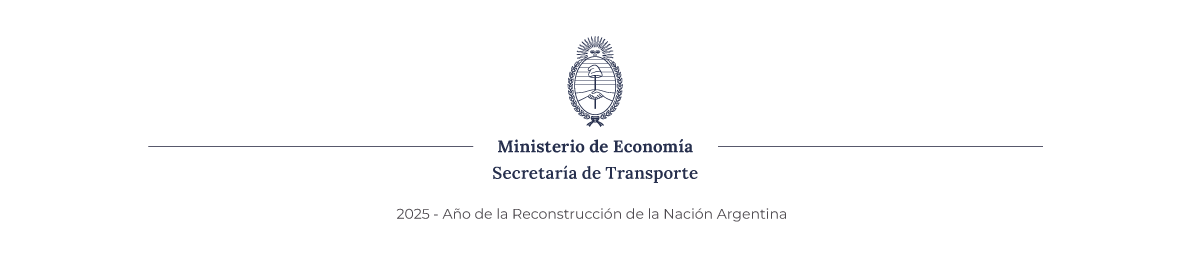 Ministerio de Economía
Secretaría de Transporte
2025 - Año de la Reconstrucción de la Nación Argentina